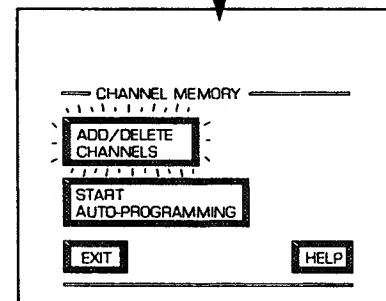 CHANNEL MEMORY
ADD/DELETE
CHANNELS
START
AUTO-PROGRAMMING
EXIT HELP